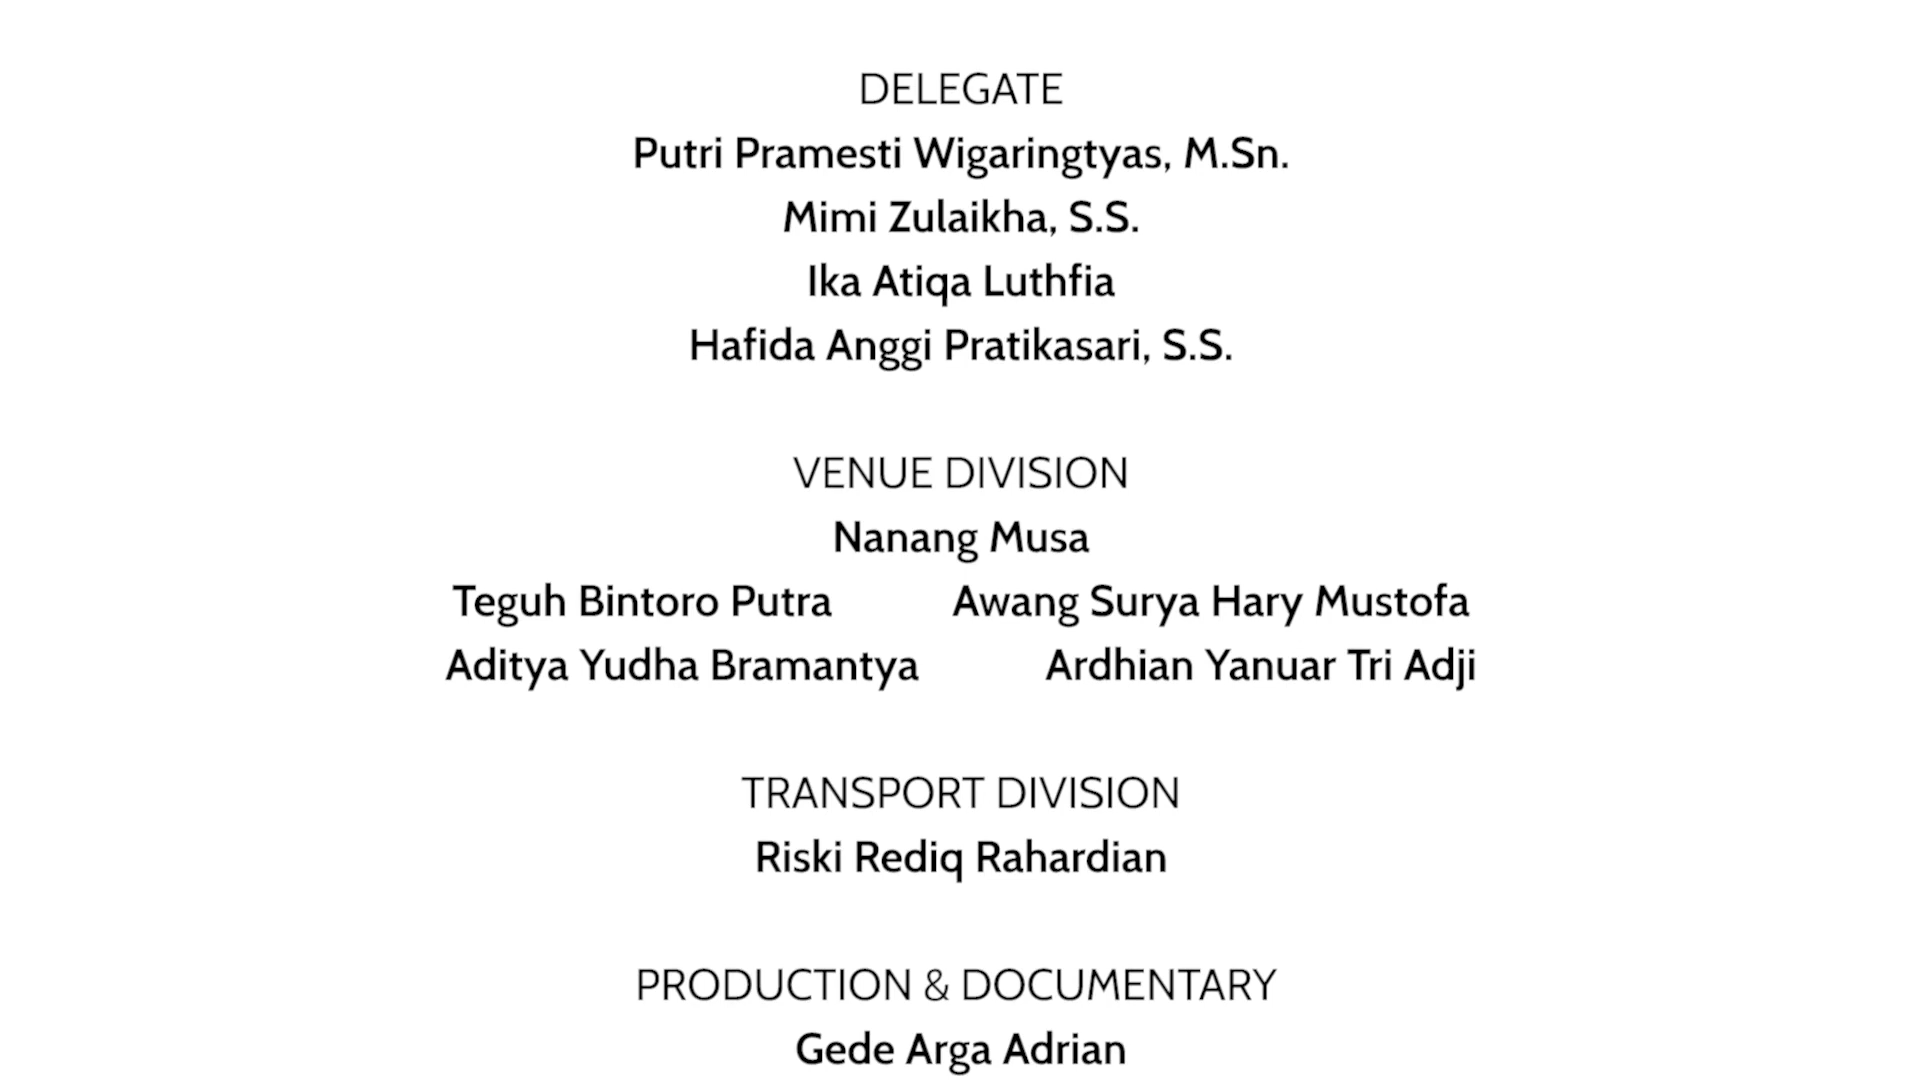 DELEGATE
Putri Pramesti Wigaringtyas, M.Sn.
Mimi Zulaikha, S.S.
Ika Atiqa Luthfia
Hafida Anggi Pratikasari, S.S.
VENUE DIVISION
Nanang Musa
Teguh Bintoro Putra Awang Surya Hary Mustofa
Aditya Yudha Bramantya Ardhian Yanuar Tri Adji
TRANSPORT DIVISION
Riski Rediq Rahardian
PRODUCTION & DOCUMENTARY
Gede Arga Adrian